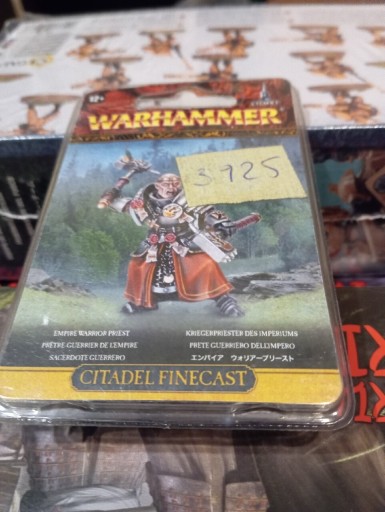 12+
WARHAMMER
3925
EMPIRE WARRIOR PRIEST
PRÊTRE-GUERRIER DE L'EMPIRE
SACERDOTE GUERRERO
KRIEGERPRIESTER DES IMPERIUMS
PRETE GUERRIERO DELL'IMPERO
エンパイア ウォリアープリースト
CITADEL FINECAST